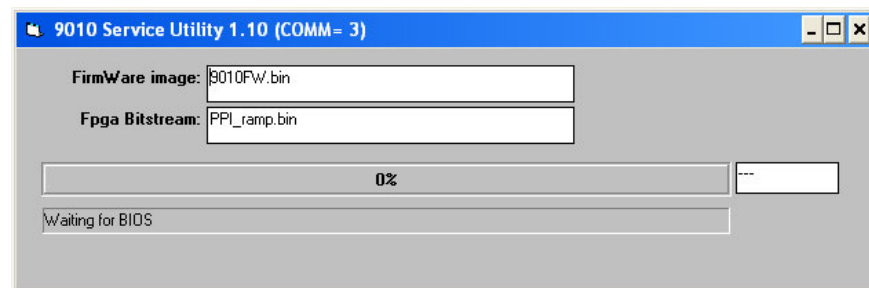 9010 Service Utility 1.10 (COMM= 3)
FirmWare image: 9010FW.bin
Fpga Bitstream: PPI_ramp.bin
0% ---
Waiting for BIOS